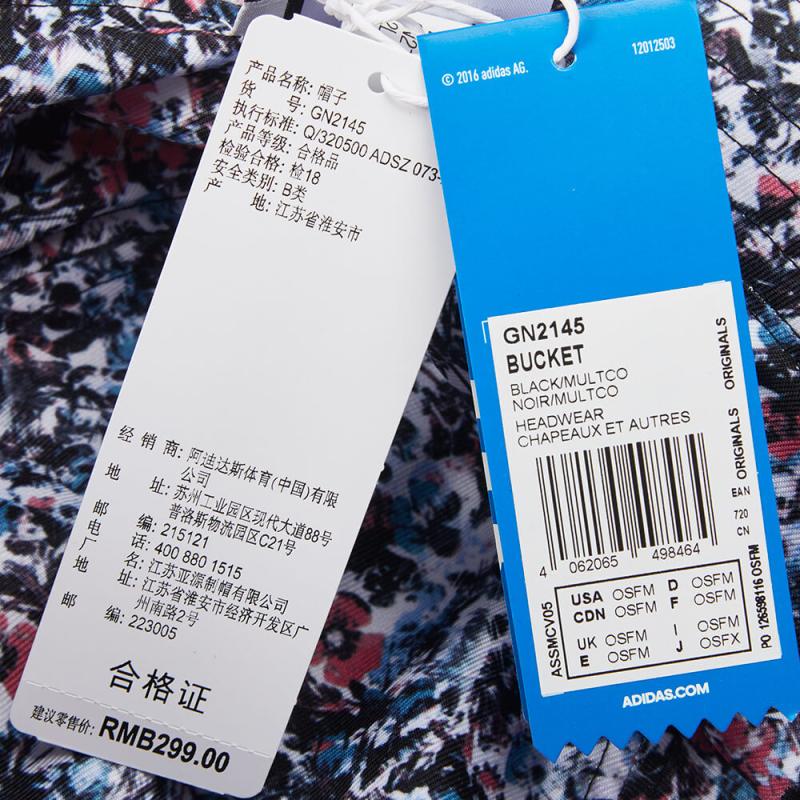 产品名称: 帽子
货 号: GN2145
执行标准: Q/320500 ADSZ 073-
产品等级: 合格品
检验合格: 检18
安全类别: B类
产 地: 江苏省淮安市
经 销 商: 阿迪达斯体育(中国)有限
公司
地 址: 苏州工业园区现代大道88号
普洛斯物流园区C21号
邮 编: 215121
电 话: 400 880 1515
厂 名: 江苏亚源制帽有限公司
地 址: 江苏省淮安市经济开发区广
州南路2号
邮 编: 223005
合格证
建议零售价: RMB299.00
© 2016 adidas AG.
12012503
GN2145
BUCKET
BLACK/MULTCO
NOIR/MULTCO
HEADWEAR
CHAPEAUX ET AUTRES
ORIGINALS
ORIGINALS
EAN
720
CN
PO 126598116 OSFM
4 062065 498464
ASSMCV05
USA OSFM D OSFM
CDN OSFM F OSFM
UK OSFM I OSFM
E OSFM J OSFX
ADIDAS.COM